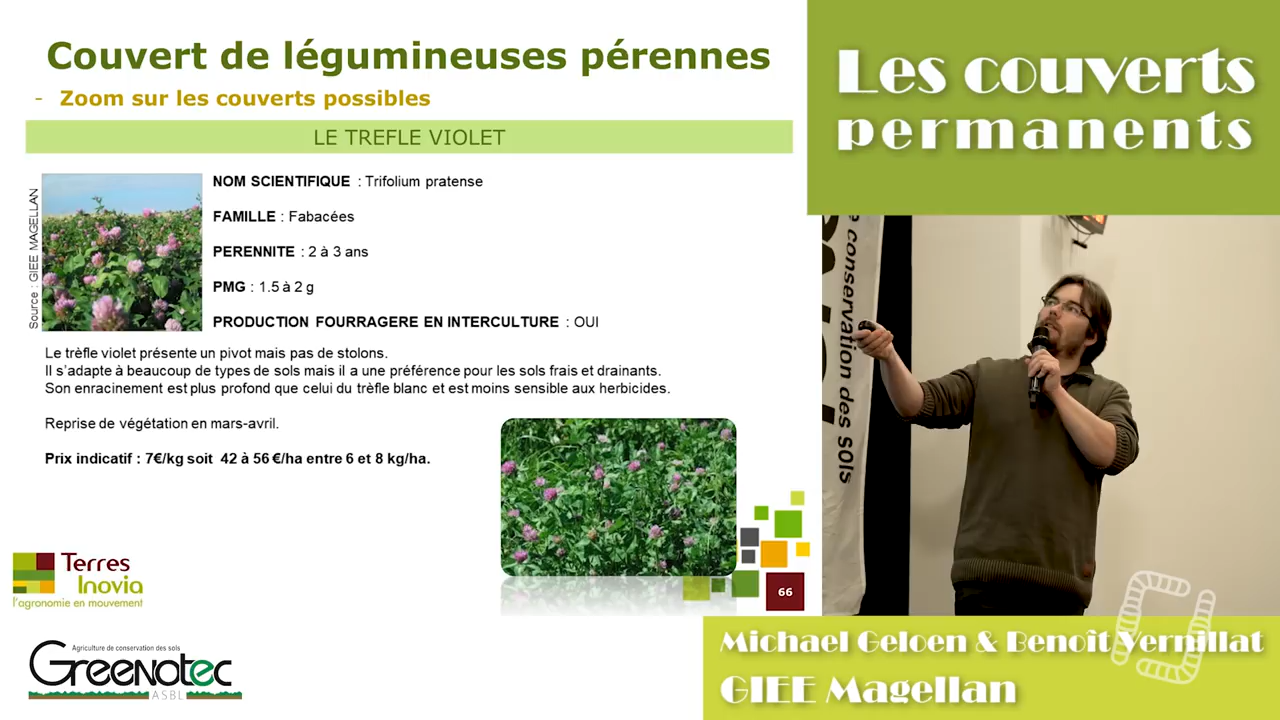 Couvert de légumineuses pérennes
- Zoom sur les couverts possibles
LE TREFLE VIOLET
Source : GIEE MAGELLAN
NOM SCIENTIFIQUE : Trifolium pratense
FAMILLE : Fabacées
PERENNITE : 2 à 3 ans
PMG : 1.5 à 2 g
PRODUCTION FOURRAGERE EN INTERCULTURE : OUI
Le trèfle violet présente un pivot mais pas de stolons.
Il s'adapte à beaucoup de types de sols mais il a une préférence pour les sols frais et drainants.
Son enracinement est plus profond que celui du trèfle blanc et est moins sensible aux herbicides.
Reprise de végétation en mars-avril.
Prix indicatif : 7€/kg soit 42 à 56 €/ha entre 6 et 8 kg/ha.
66
Terres
Inovia
l'agronomie en mouvement
Agriculture de conservation des sols
Greenotec
ASBL
Les couverts
permanents
conservation des sols
Michael Geloen & Benoît Vernillat
GIEE Magellan